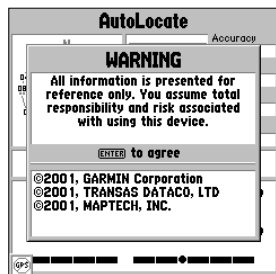 AutoLocate
Accuracy
WARNING
All information is presented for
reference only. You assume total
responsibility and risk associated
with using this device.
ENTER to agree
©2001, GARMIN Corporation
©2001, TRANSAS DATACO, LTD
©2001, MAPTECH, INC.
GPS